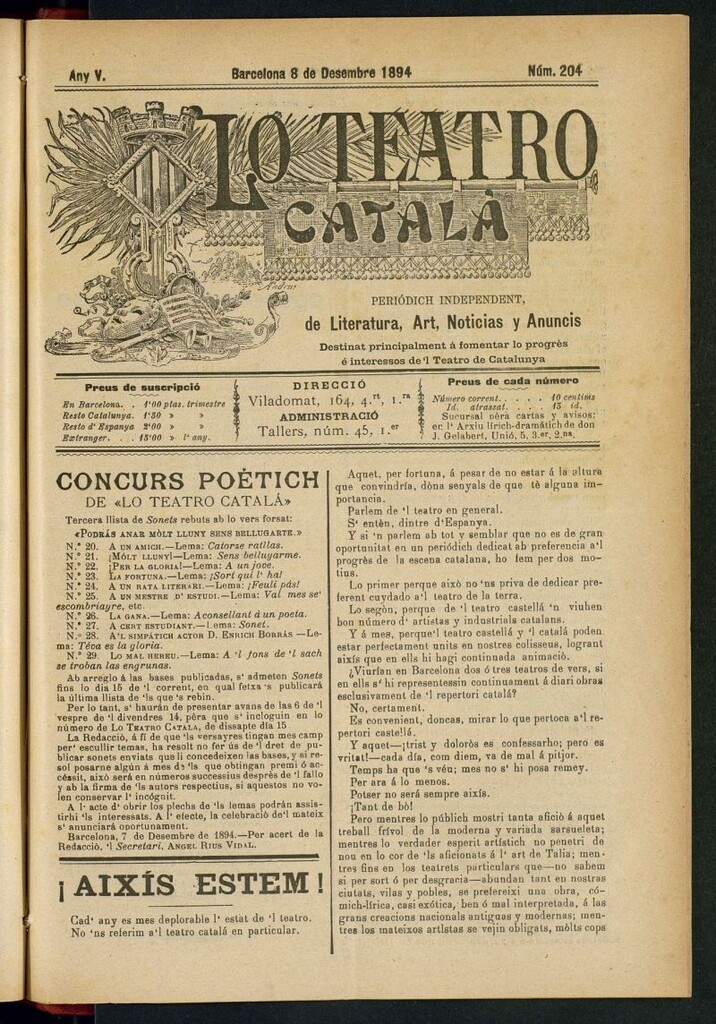 Any V.
Barcelona 8 de Desembre 1894
Núm. 204
LO TEATRO
CATALÀ
PERIÓDICH INDEPENDENT,
de Literatura, Art, Noticias y Anuncis
Destinat principalment á fomentar lo progrès
é interessos de 'l Teatro de Catalunya
Preus de suscripció
En Barcelona. . 1'00 ptas. trimestre
Resto Catalunya. 1'50 » »
Resto d' Espanya 2'00 » »
Extranger. . . 15'00 » l' any.
DIRECCIÓ
Viladomat, 164, 4.rt, 1.ra
ADMINISTRACIÓ
Tallers, núm. 45, 1.er
Preus de cada número
Número corrent. . . . . 10 centims
Id. atrassat. . . . . 15 id.
Sucursal pêra cartas y avisos:
en l' Arxiu lírich-dramátich de don
J. Gelabert, Unió, 5, 3.er, 2.na,
CONCURS POÉTICH
DE «LO TEATRO CATALÁ»
Tercera llista de Sonets rebuts ab lo vers forsat:
«PODRÁS ANAR MÒLT LLUNY SENS BELLUGARTE.»
N.º 20. A UN AMICH.—Lema: Catorse ratllas.
N.º 21. ¡MÓLT LLUNY!—Lema: Sens bellugarme.
N.º 22. ¡PER LA GLORIA!—Lema: A un jove.
N.º 23. LA FORTUNA.—Lema: ¡Sort qui l' ha!
N.º 24. A UN RATA LITERARI.—Lema: ¡Feuli pás!
N.º 25. A UN MESTRE D' ESTUDI.—Lema: Val mes se'
escombriayre, etc.
N.º 26. LA GANA.—Lema: Aconsellant á un poeta.
N.º 27. A CERT ESTUDIANT.—Lema: Sonet.
N.º 28. A'L SIMPÁTICH ACTOR D. ENRICH BORRÁS —Le-
ma: Téva es la gloria.
N.º 29. LO MAL HEREU.—Lema: A 'l fons de 'l sach
se troban las engrunas.
Ab arreglo á las bases publicadas, s' admeten Sonets
fins lo dia 15 de 'l corrent, en qual fetxa 's publicará
la última llista de 'ls que 's rebin.
Per lo tant, s' haurán de presentar avans de las 6 de 'l
vespre de 'l divendres 14, pêra que s' incloguin en lo
número de LO TEATRO CATALÁ, de dissapte dia 15
La Redacció, á fi de que 'ls versayres tingan mes camp
per' escullir temas, ha resolt no fer ús de 'l dret de pu-
blicar sonets enviats que li concedeixen las bases, y si re-
sol posarne algún á mes de 'ls que obtingan premi ó ac-
césit, aixó será en números successius desprès de 'l fallo
y ab la firma de 'ls autors respectius, si aquestos no vo-
len conservar l' incógnit.
A l' acte d' obrir los plechs de 'ls lemas podrán assis-
tirhi 'ls interessats. A l' efecte, la celebració de'l mateix
s' anunciará oportunament.
Barcelona, 7 de Desembre de 1894.—Per acert de la
Redacció. 'l Secretari, ANGEL RIUS VIDAL.
¡AIXÍS ESTEM!
Cad' any es mes deplorable l' estat de 'l teatro.
No 'ns referim a'l teatro catalá en particular.
Aquet, per fortuna, á pesar de no estar á la altura
que convindría, dòna senyals de que tè alguna im-
portancia.
Parlem de 'l teatro en general.
S' entèn, dintre d'Espanya.
Y si 'n parlem ab tot y semblar que no es de gran
oportunitat en un periódich dedicat ab preferencia a'l
progrès de la escena catalana, ho fem per dos mo-
tius.
Lo primer perque aixó no 'ns priva de dedicar pre-
ferent cuydado a'l teatro de la terra.
Lo segón, perque de 'l teatro castellá 'n viuhen
bon número d' artistas y industrials catalans.
Y á mes, perque'l teatro castellá y 'l catalá poden
estar perfectament units en nostres colisseus, logrant
aixís que en ells hi hagi continuada animació.
¿Viurían en Barcelona dos ó tres teatros de vers, si
en ells s' hi representessin continuament á diari obras
esclusivament de 'l repertori catalá?
No, certament.
Es convenient, doncas, mirar lo que pertoca a'l re-
pertori castellá.
Y aquet—¡trist y dolorós es confessarho; pero es
vritat!—cada día, com diem, va de mal á pitjor.
Temps ha que 's véu; mes no s' hi posa remey.
Per ara á lo menos.
Potser no será sempre aixís.
¡Tant de bò!
Pero mentres lo públich mostri tanta afició á aquet
treball frívol de la moderna y variada sarsueleta;
mentres lo verdader esperit artístich no penetri de
nou en lo cor de 'ls aficionats á l' art de Talia; men-
tres fins en los teatrets particulars que—no sabem
si per sort ó per desgracia—abundan tant en nostras
ciutats, vilas y pobles, se prefereixi una obra, có-
mich-lírica, casi exótica, ben ó mal interpretada, á las
grans creacions nacionals antiguas y modernas; men-
tres los mateixos artistas se vejin obligats, mólts cops